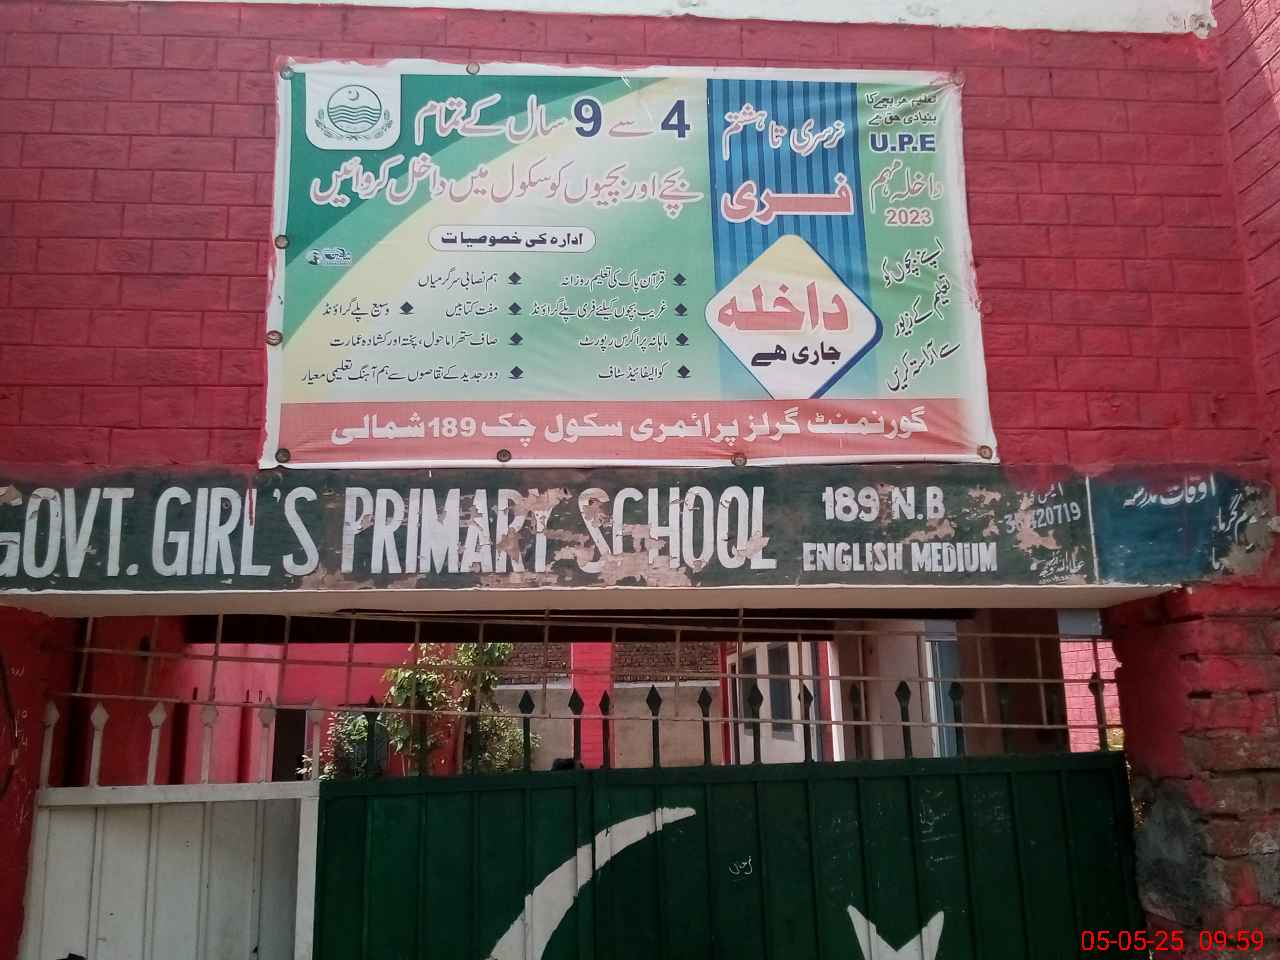 تعلیم ہر بچے کا
بنیادی حق ہے
U.P.E
داخلہ مہم
2023
اپنے بچوں کو
تعلیم کے زیور
سے آراستہ کریں
نرسری تا ہشتم
فری
داخلہ
جاری ھے
4 سے 9 سال کے تمام
بچے اور بچیوں کو سکول میں داخل کروائیں
ادارہ کی خصوصیات
قرآن پاک کی تعلیم روزانہ
غریب بچوں کیلئے فری پلے گراؤنڈ
ماہانہ پراگرس رپورٹ
کوالیفائیڈ سٹاف
ہم نصابی سرگرمیاں
مفت کتابیں وسیع پلے گراؤنڈ
صاف ستھرا ماحول، پختہ اور کشادہ عمارت
دور جدید کے تقاضوں سے ہم آہنگ تعلیمی معیار
گورنمنٹ گرلز پرائمری سکول چک 189 شمالی
GOVT. GIRL'S PRIMARY SCHOOL
189 N.B
ENGLISH MEDIUM
اوقات مدرسہ
05-05-25 09:59